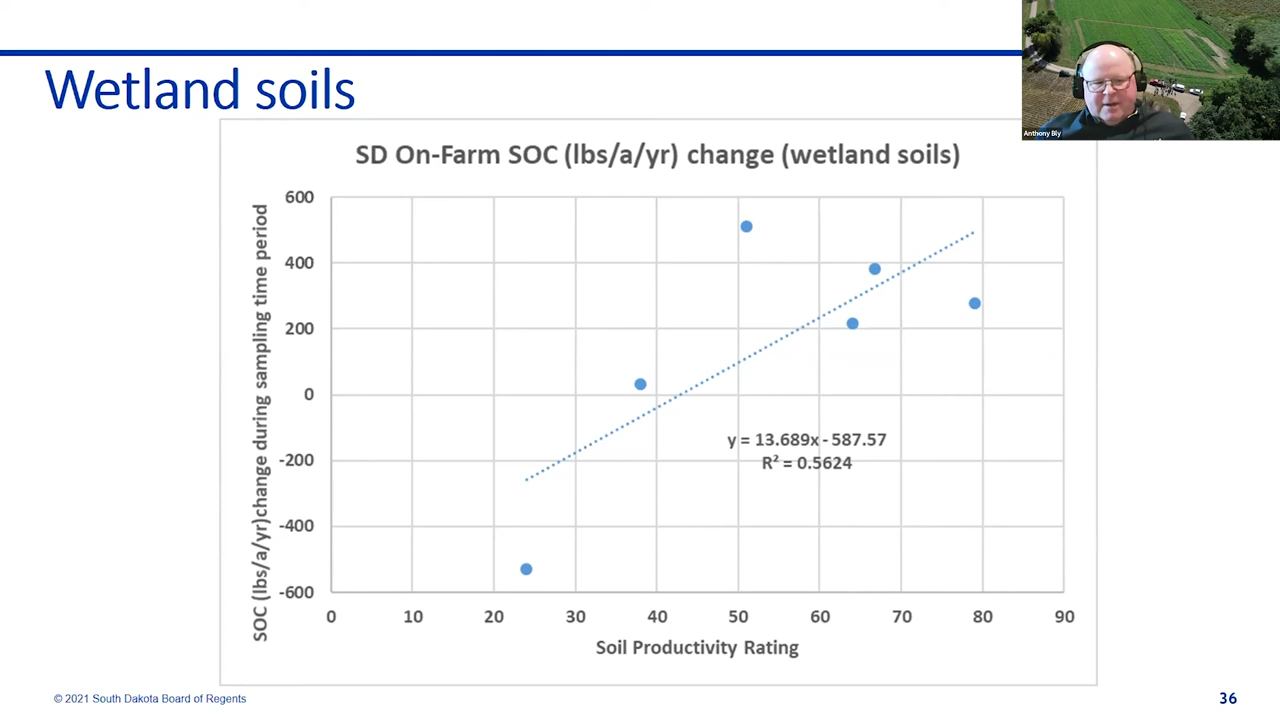 Wetland soils
Anthony Bly
SD On-Farm SOC (lbs/a/yr) change (wetland soils)
SOC (lbs/a/yr)change during sampling time period
600
400
200
0
-200
-400
-600
y = 13.689x - 587.57
R² = 0.5624
0 10 20 30 40 50 60 70 80 90
Soil Productivity Rating
© 2021 South Dakota Board of Regents
36